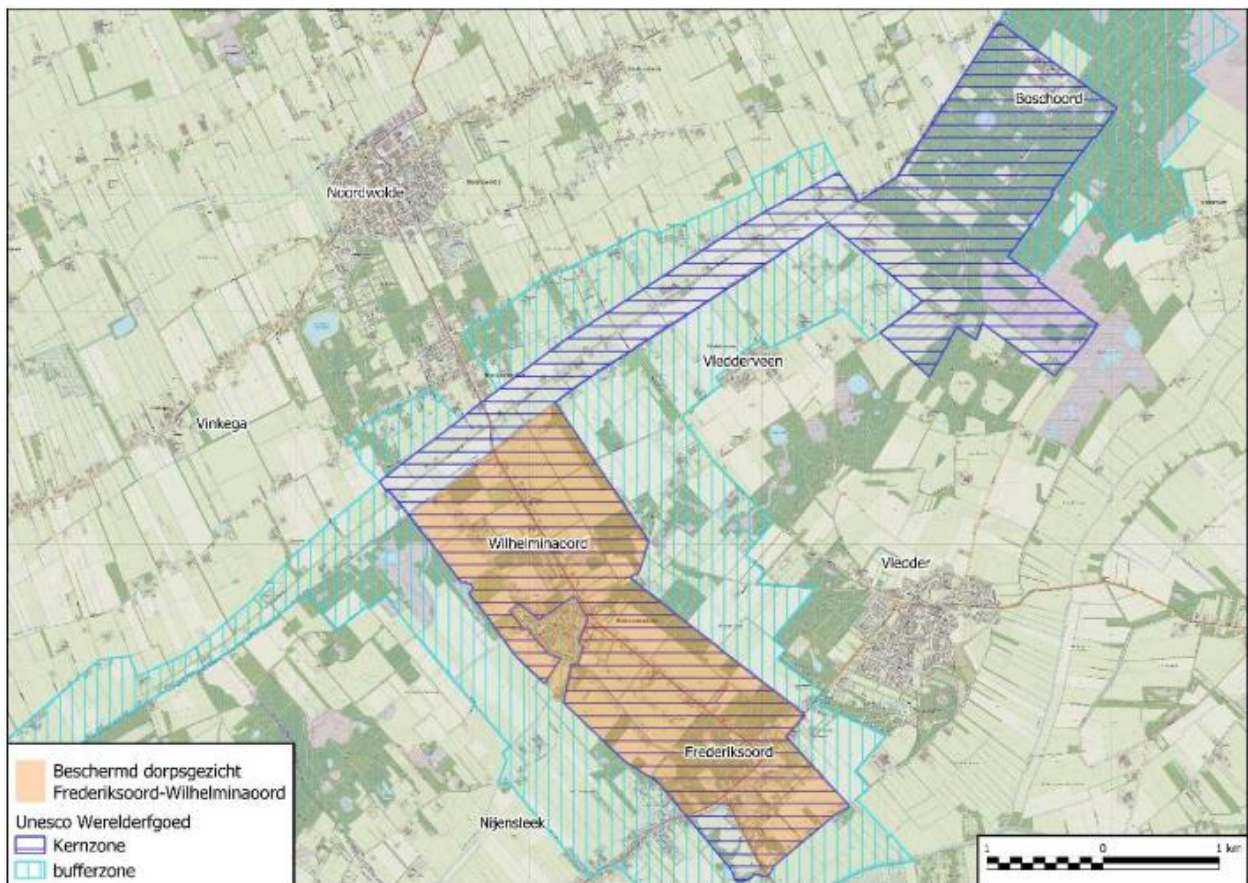 Boschoord
Noordwolde
Vledderveen
Vinkega
Wilhelminaoord
Vledder
Frederiksoord
Nijensleek
Beschermd dorpsgezicht
Frederiksoord-Wilhelminaoord
Unesco Werelderfgoed
Kernzone
bufferzone
1 0 1 km